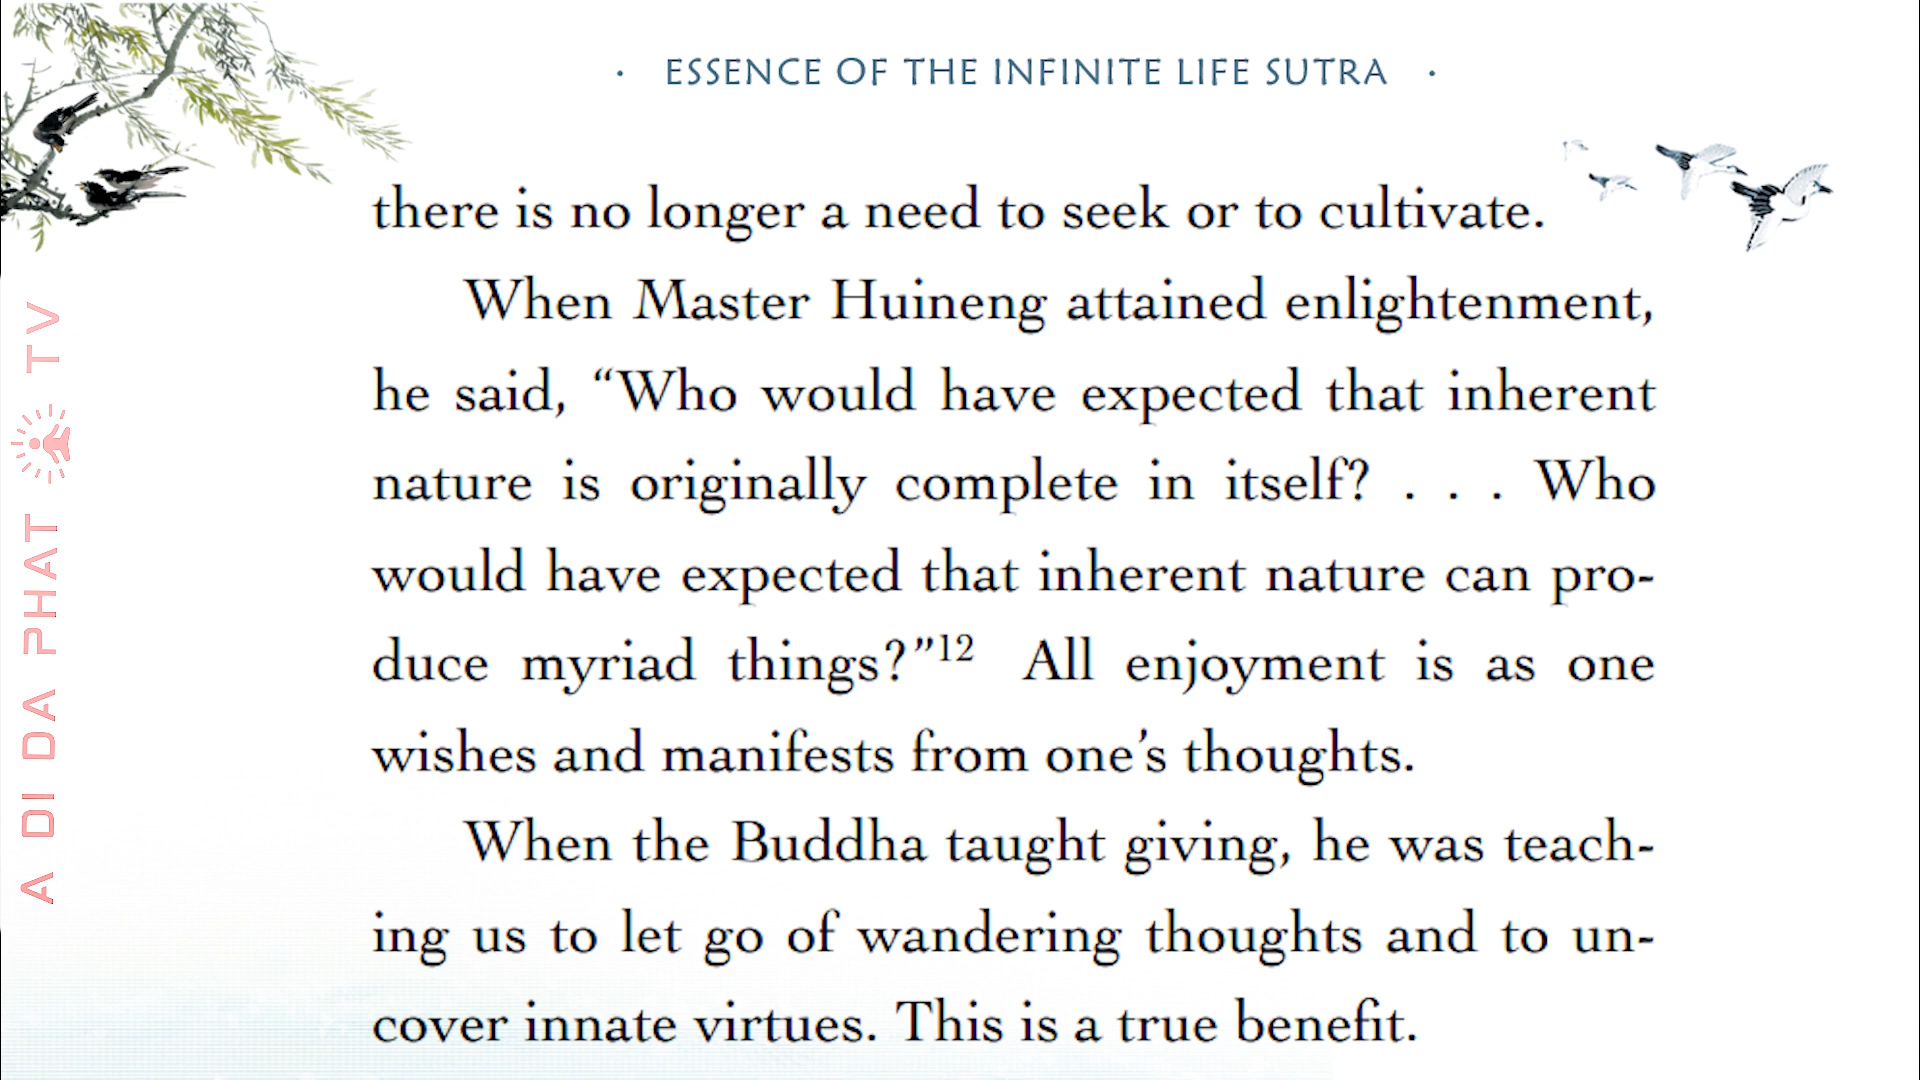 · ESSENCE OF THE INFINITE LIFE SUTRA ·
there is no longer a need to seek or to cultivate.
When Master Huineng attained enlightenment,
he said, “Who would have expected that inherent
nature is originally complete in itself? . . . Who
would have expected that inherent nature can pro-
duce myriad things?”12 All enjoyment is as one
wishes and manifests from one’s thoughts.
When the Buddha taught giving, he was teach-
ing us to let go of wandering thoughts and to un-
cover innate virtues. This is a true benefit.
A DI DA PHAT TV